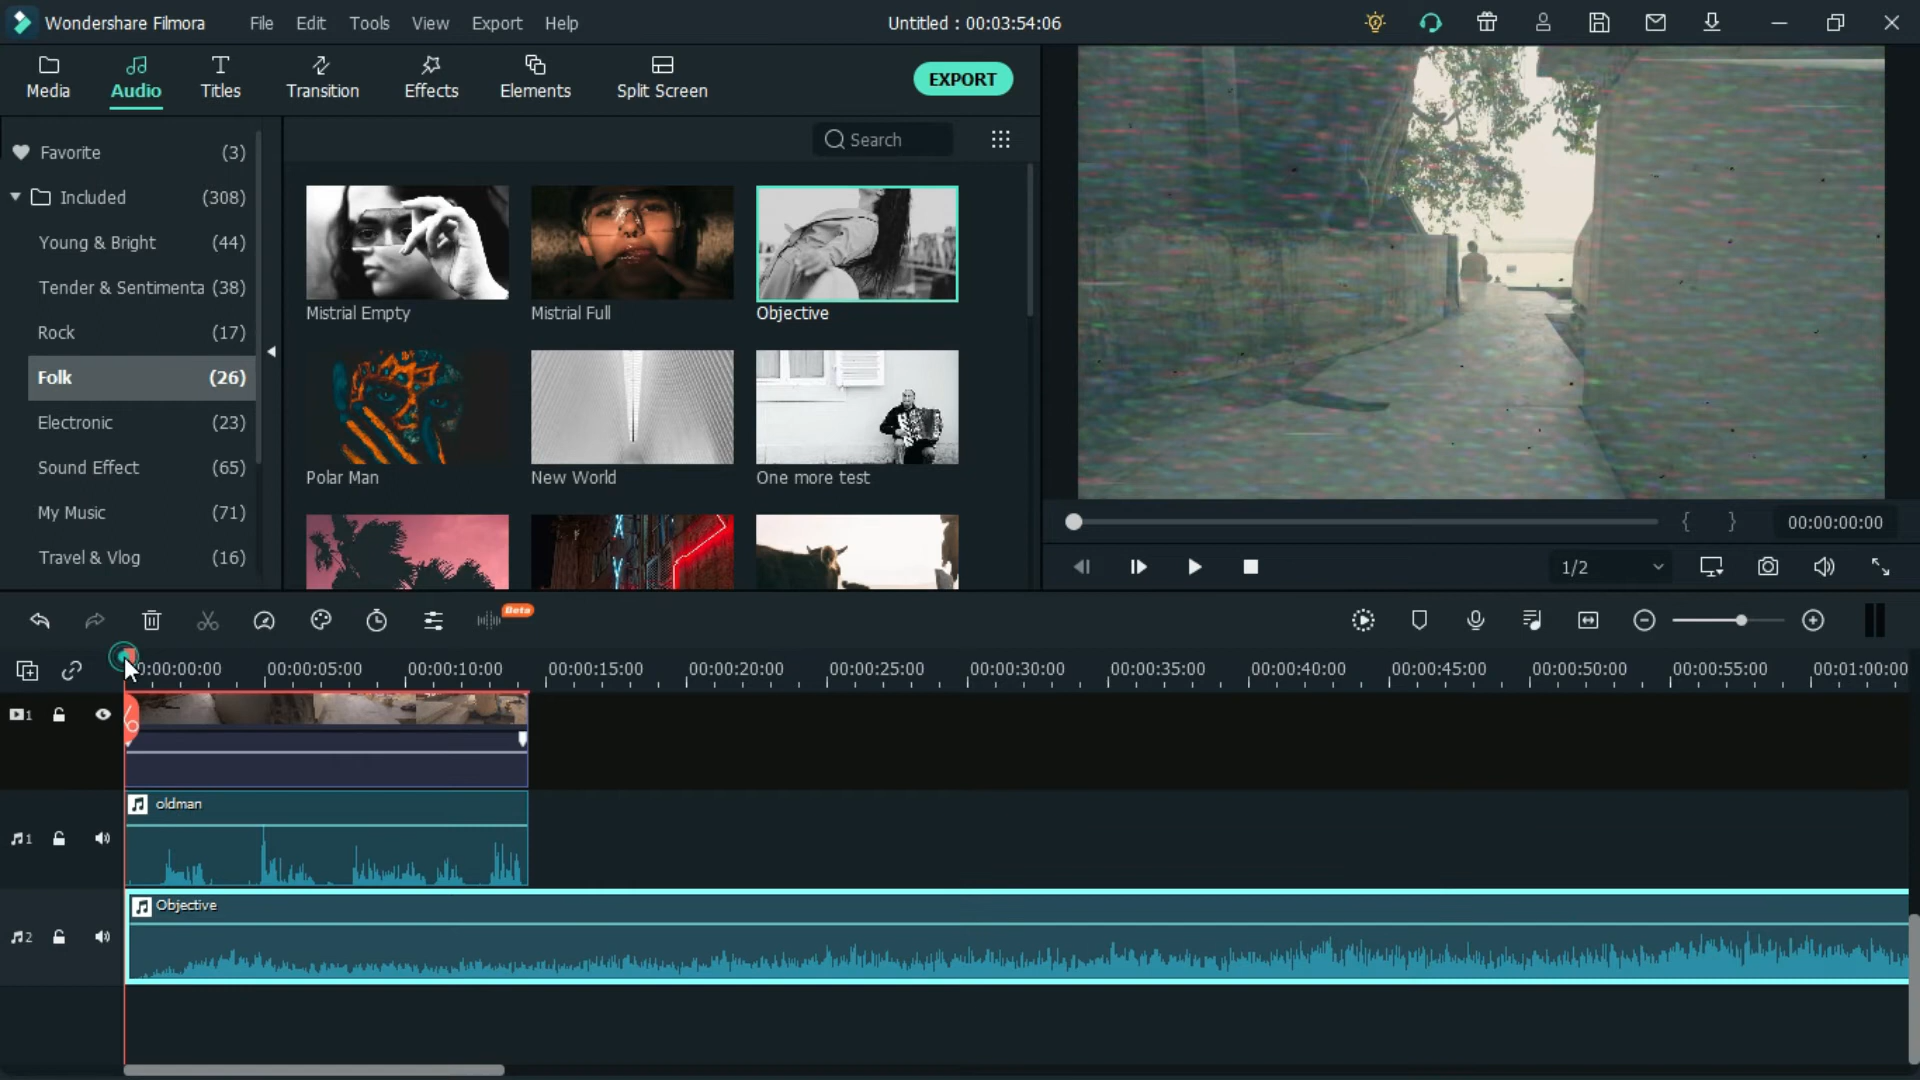 Wondershare Filmora File Edit Tools View Export Help Untitled : 00:03:54:06
Media Audio Titles Transition Effects Elements Split Screen EXPORT
Favorite (3)
Included (308)
Young & Bright (44)
Tender & Sentimenta (38)
Rock (17)
Folk (26)
Electronic (23)
Sound Effect (65)
My Music (71)
Travel & Vlog (16)
Search
Mistrial Empty Mistrial Full Objective
Polar Man New World One more test
{ } 00:00:00:00
1/2
Beta
0:00:00:00 00:00:05:00 00:00:10:00 00:00:15:00 00:00:20:00 00:00:25:00 00:00:30:00 00:00:35:00 00:00:40:00 00:00:45:00 00:00:50:00 00:00:55:00 00:01:00:00
1
oldman
1
Objective
2